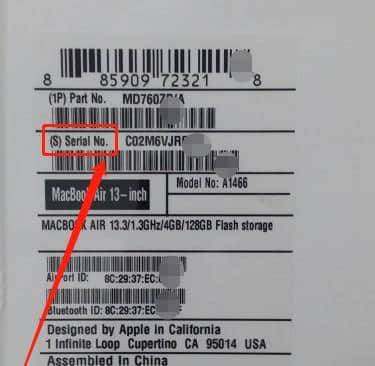 8 85909 72321 8
(1P) Part No. MD760
(S) Serial No. C02M6VJR
Model No: A1466
MacBook Air 13-inch
MACBOOK AIR 13.3/1.3GHz/4GB/128GB Flash storage
AirPort ID: 8C:29:37:EC:
Bluetooth ID: 8C:29:37:EC:
Designed by Apple in California
1 Infinite Loop Cupertino CA 95014 USA
Assembled In China